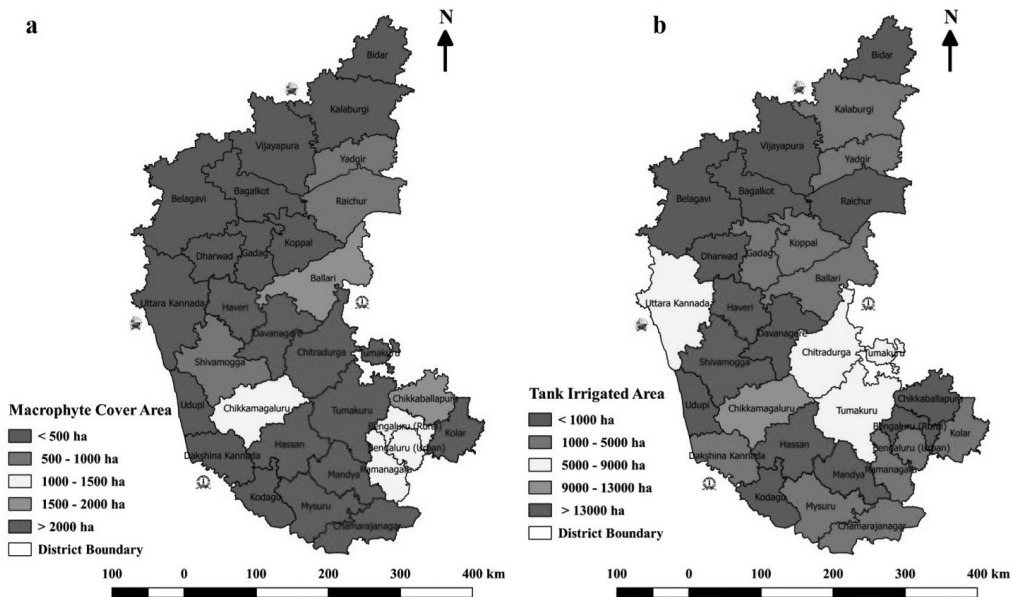 a
N
Bidar
Kalaburgi
Vijayapura
Yadgir
Bagalkot
Belagavi
Raichur
Koppal
Gadag
Dharwad
Ballari
Uttara Kannada
Haveri
Davanagere
Chitradurga
Tumakuru
Shivamogga
Chikkaballapura
Chikkamagaluru
Udupi
Tumakuru
Bengaluru (Rural)
Kolar
Hassan
Bengaluru (Urban)
Dakshina Kannada
Ramanagara
Mandya
Kodagu
Mysuru
Chamarajanagar
Macrophyte Cover Area
< 500 ha
500 - 1000 ha
1000 - 1500 ha
1500 - 2000 ha
> 2000 ha
District Boundary
100 0 100 200 300 400 km
b
N
Bidar
Kalaburgi
Vijayapura
Yadgir
Bagalkot
Belagavi
Raichur
Koppal
Gadag
Dharwad
Ballari
Uttara Kannada
Haveri
Davanagere
Chitradurga
Tumakuru
Shivamogga
Chikkaballapura
Chikkamagaluru
Udupi
Tumakuru
Bengaluru (Rural)
Kolar
Hassan
Bengaluru (Urban)
Dakshina Kannada
Ramanagara
Mandya
Kodagu
Mysuru
Chamarajanagar
Tank Irrigated Area
< 1000 ha
1000 - 5000 ha
5000 - 9000 ha
9000 - 13000 ha
> 13000 ha
District Boundary
100 0 100 200 300 400 km